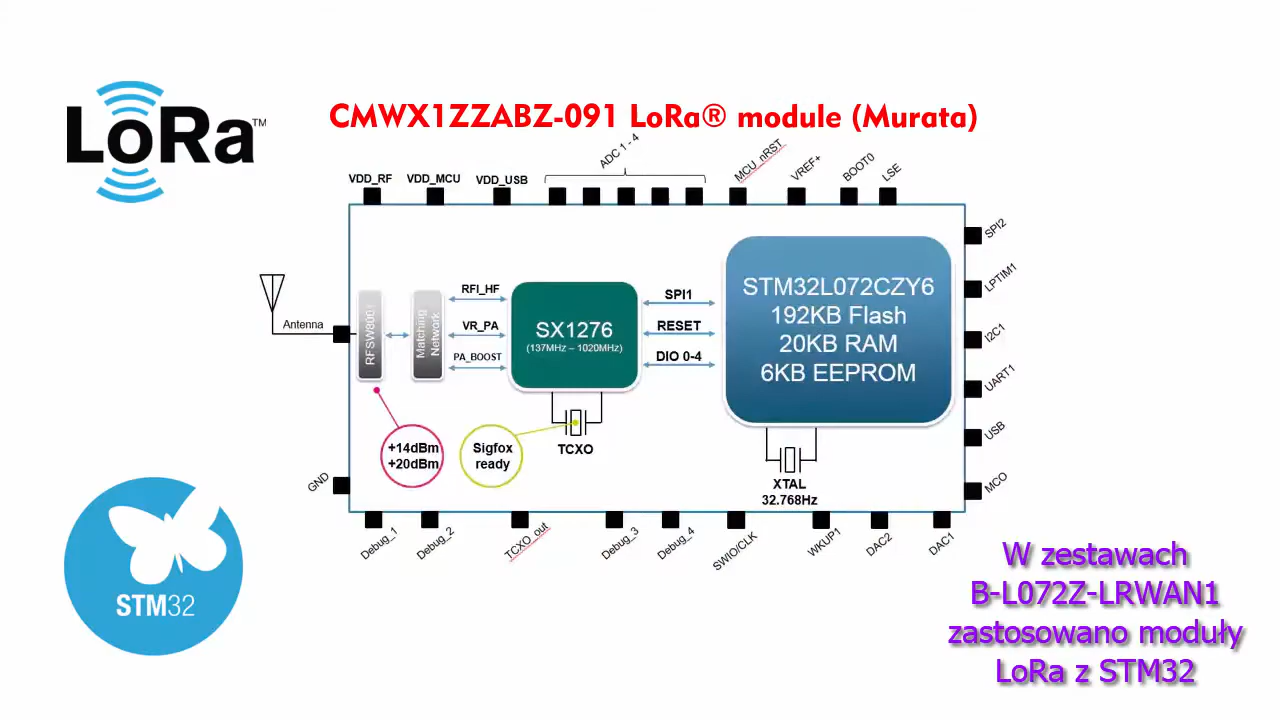 LoRa™
CMWX1ZZABZ-091 LoRa® module (Murata)
ADC 1 - 4
MCU_nRST
VREF+
BOOT0
LSE
VDD_RF
VDD_MCU
VDD_USB
SPI2
LPTIM1
I2C1
UART1
USB
MCO
Antenna
RFSW8001
Matching
Network
RFI_HF
VR_PA
PA_BOOST
SX1276
(137MHz – 1020MHz)
SPI1
RESET
DIO 0-4
STM32L072CZY6
192KB Flash
20KB RAM
6KB EEPROM
+14dBm
+20dBm
Sigfox
ready
TCXO
XTAL
32.768Hz
GND
Debug_1
Debug_2
TCXO_out
Debug_3
Debug_4
SWIO/CLK
WKUP1
DAC2
DAC1
STM32
W zestawach
B-L072Z-LRWAN1
zastosowano moduły
LoRa z STM32